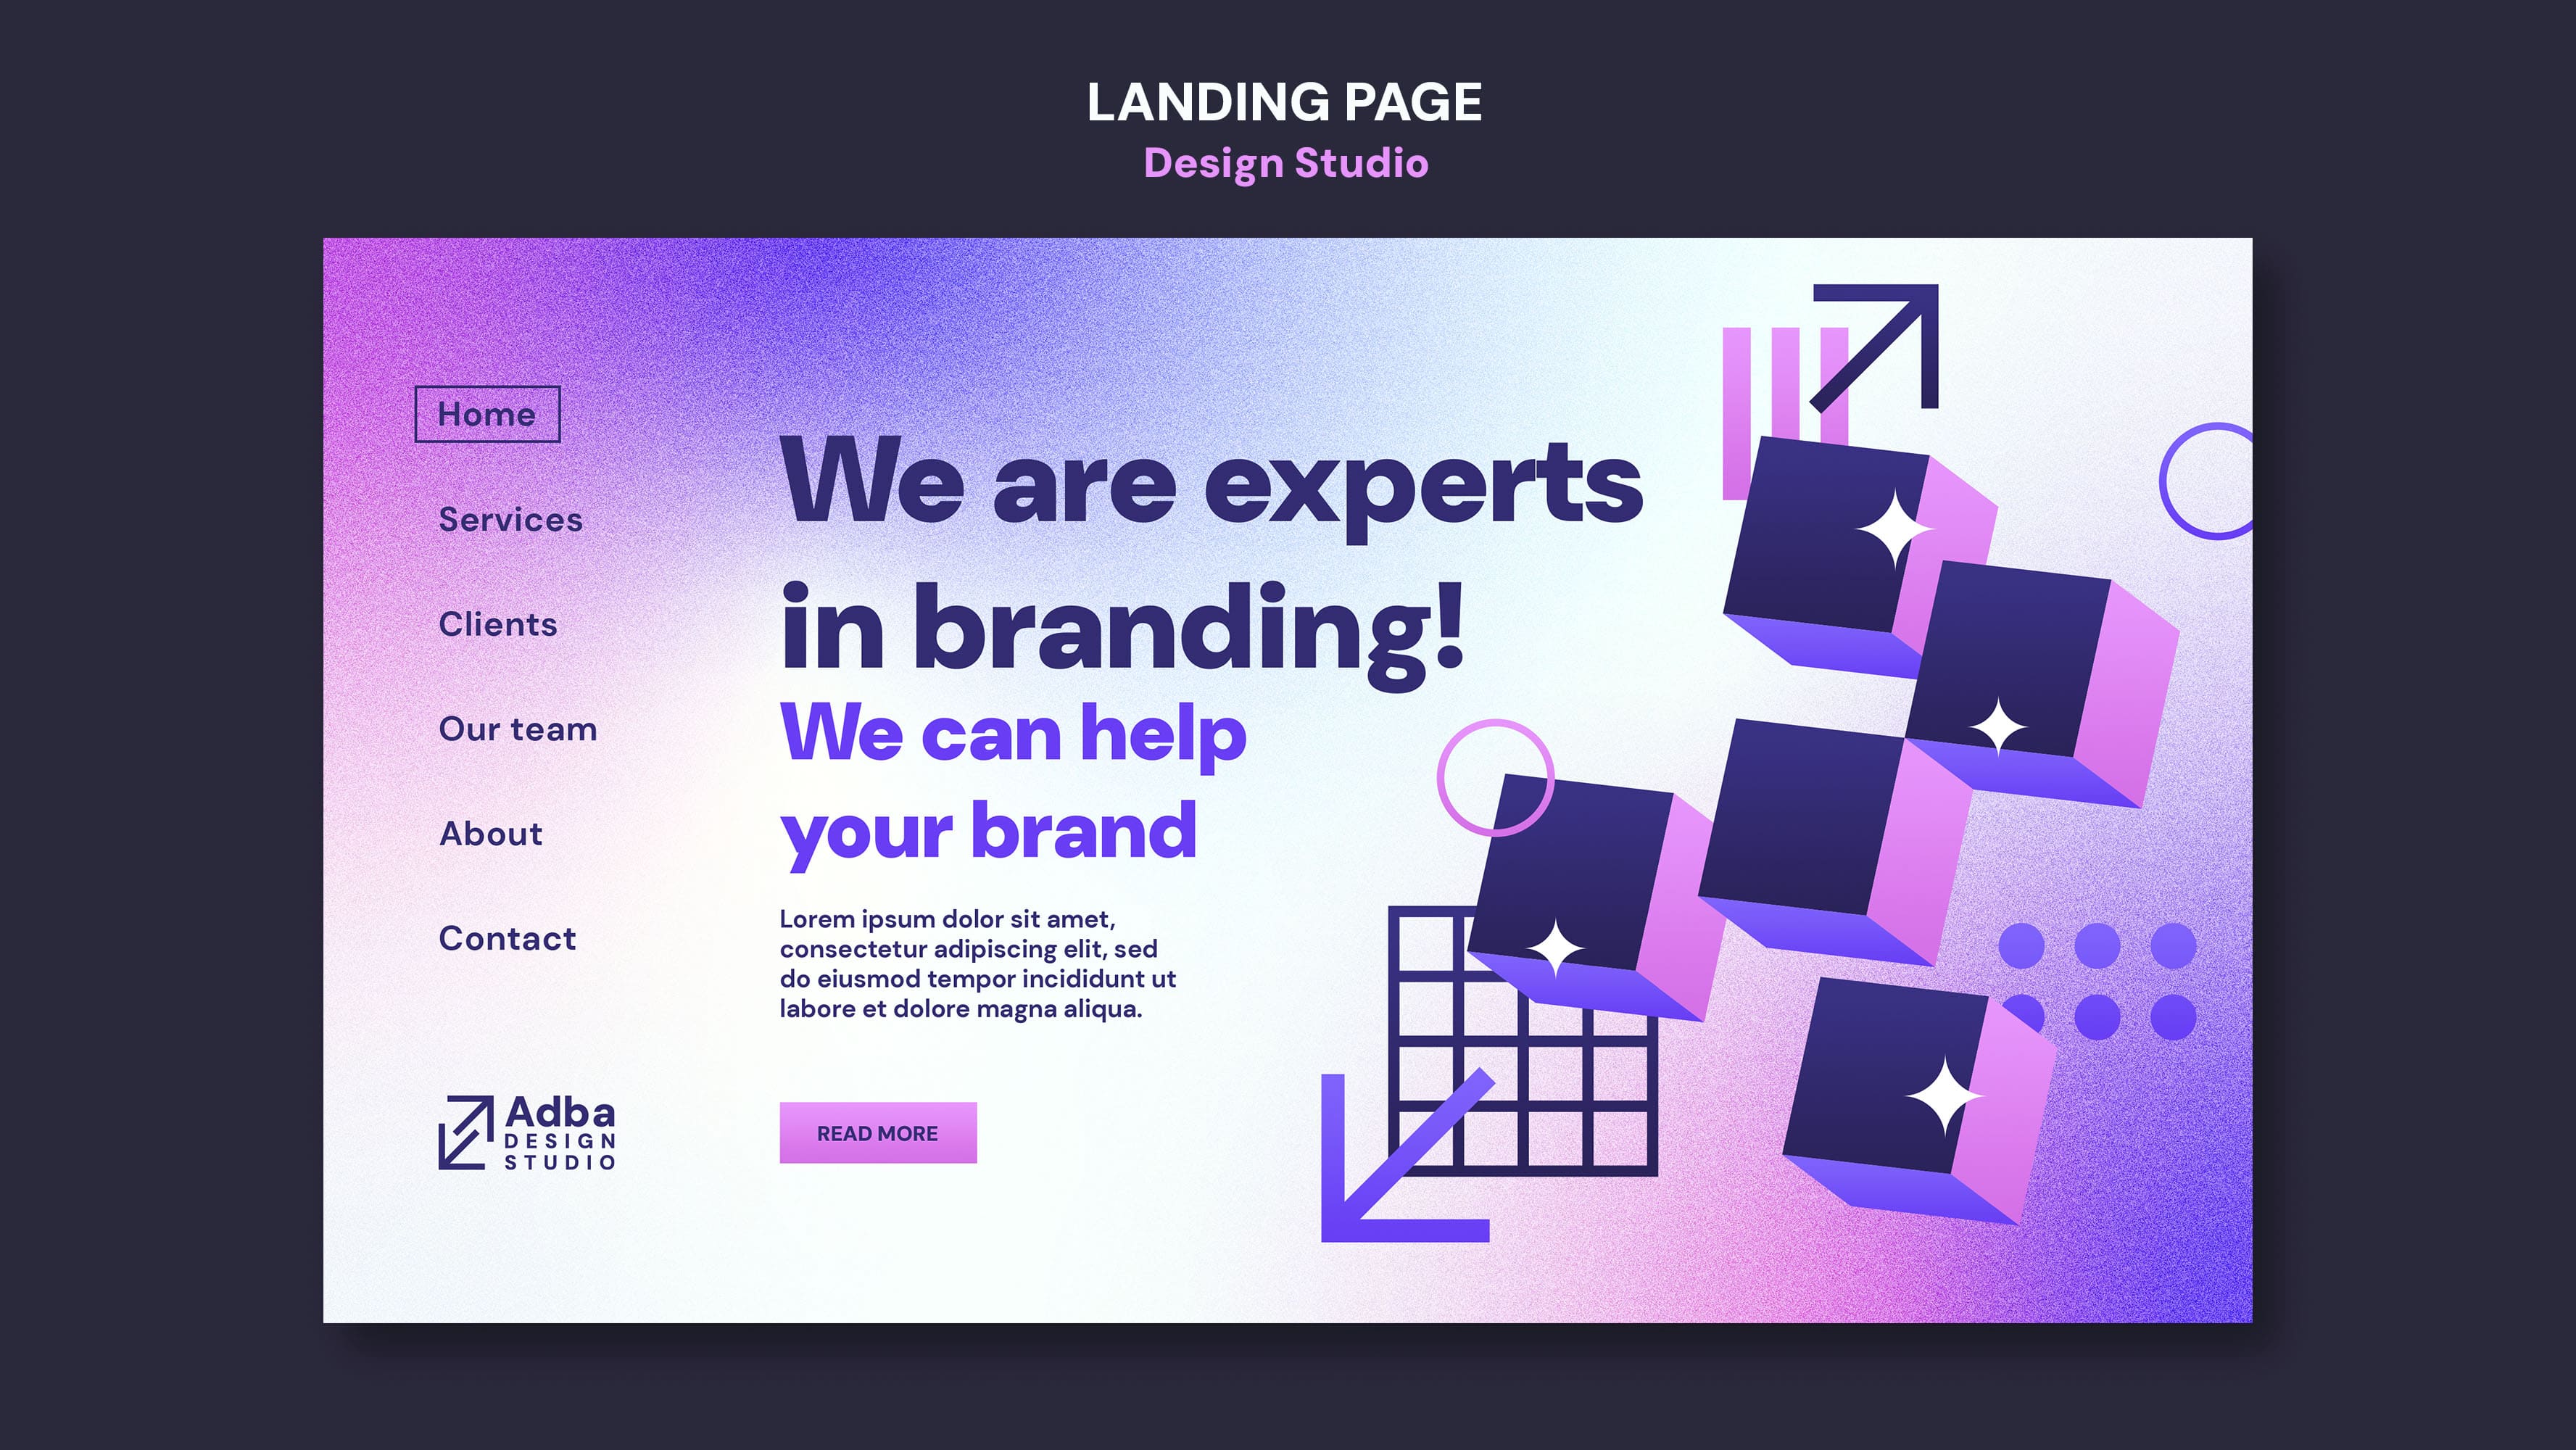 LANDING PAGE
Design Studio
Home
Services
Clients
Our team
About
Contact
Adba
DESIGN
STUDIO
We are experts
in branding!
We can help
your brand
Lorem ipsum dolor sit amet,
consectetur adipiscing elit, sed
do eiusmod tempor incididunt ut
labore et dolore magna aliqua.
READ MORE